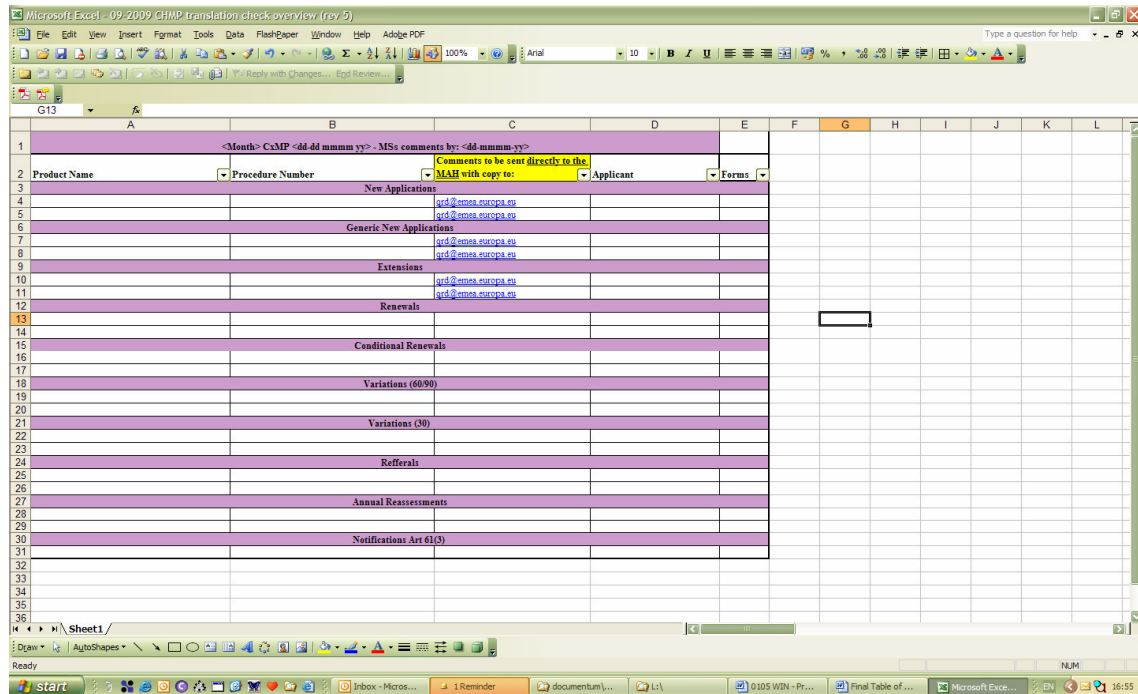 Microsoft Excel - 09-2009 CHMP translation check overview (rev 5)
File Edit View Insert Format Tools Data FlashPaper Window Help Adobe PDF
Type a question for help
100% Arial 10 B I U
Reply with Changes... End Review...
G13 fx
A B C D E F G H I J K L
1 <Month> CxMP <dd-dd mmmm yy> - MSs comments by: <dd-mmmm-yy>
Comments to be sent directly to the
2 Product Name Procedure Number MAH with copy to: Applicant Forms
3 New Applications
4 qrd@emea.europa.eu
5 qrd@emea.europa.eu
6 Generic New Applications
7 qrd@emea.europa.eu
8 qrd@emea.europa.eu
9 Extensions
10 qrd@emea.europa.eu
11 qrd@emea.europa.eu
12 Renewals
13
14
15 Conditional Renewals
16
17
18 Variations (60/90)
19
20
21 Variations (30)
22
23
24 Refferals
25
26
27 Annual Reassessments
28
29
30 Notifications Art 61(3)
31
32
33
34
35
36
Sheet1
Draw AutoShapes
Ready NUM
start Inbox - Micros... 1 Reminder documentum\... L:\ 0105 WIN - Pr... Final Table of ... Microsoft Exce... EN 16:55